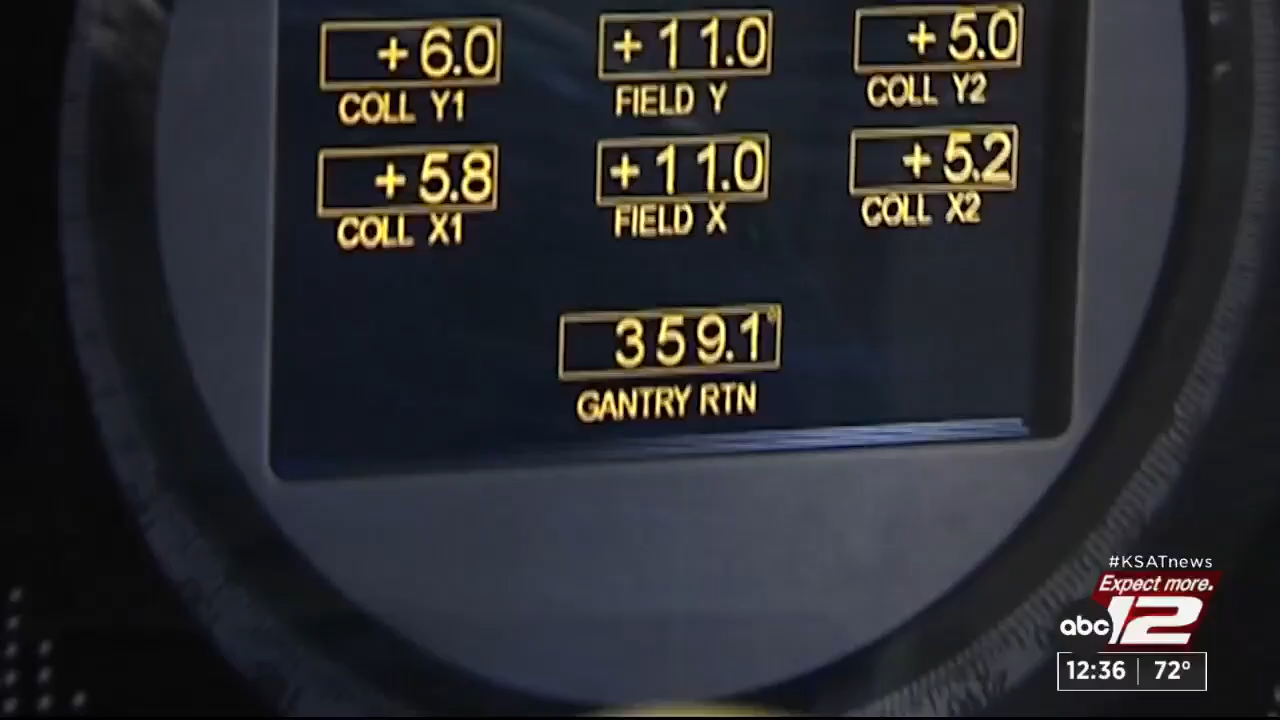 +6.0 +11.0 +5.0
COLL Y1 FIELD Y COLL Y2
+5.8 +11.0 +5.2
COLL X1 FIELD X COLL X2
359.1°
GANTRY RTN
#KSATnews
Expect more.
abc 12
12:36 72°